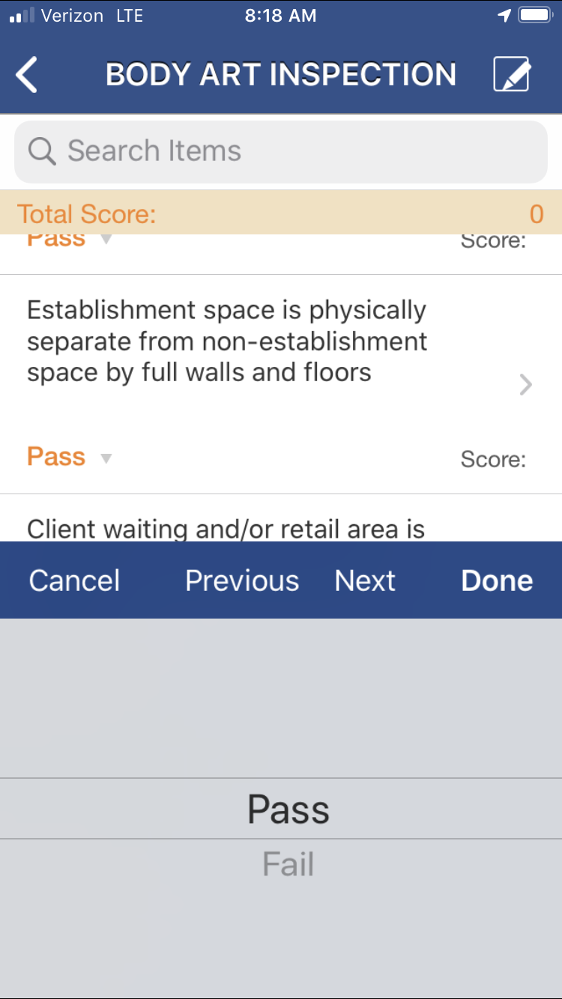 Verizon LTE 8:18 AM
BODY ART INSPECTION
Search Items
Total Score: 0
Pass Score:
Establishment space is physically
separate from non-establishment
space by full walls and floors
Pass Score:
Client waiting and/or retail area is
Cancel Previous Next Done
Pass
Fail